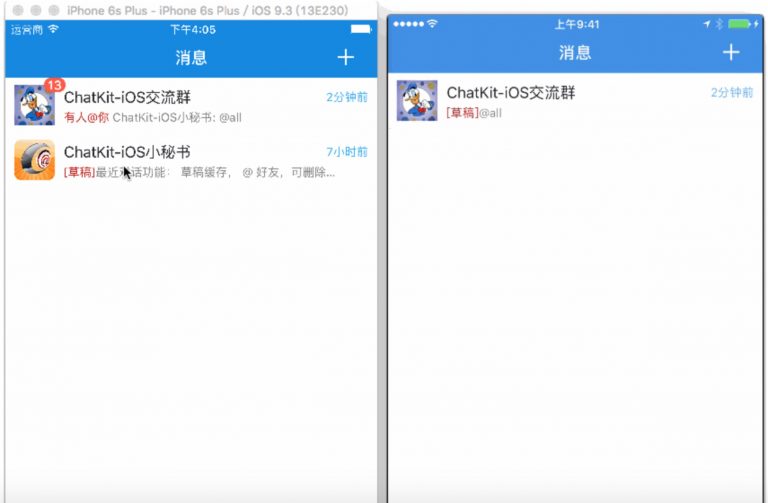 iPhone 6s Plus - iPhone 6s Plus / iOS 9.3 (13E230)
运营商 下午4:05
消息
13
ChatKit-iOS交流群 2分钟前
有人@你 ChatKit-iOS小秘书: @all
ChatKit-iOS小秘书 7小时前
[草稿]最近对话功能： 草稿缓存， @ 好友，可删除...
上午9:41
消息
ChatKit-iOS交流群 2分钟前
[草稿]@all